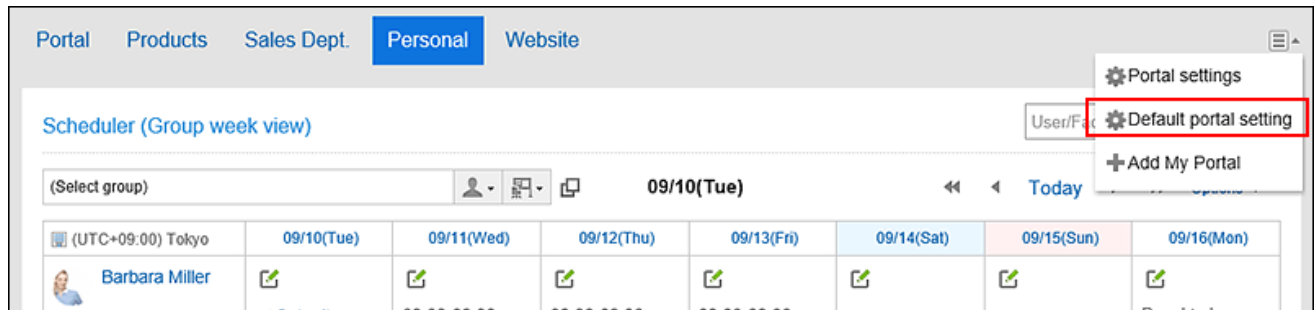 Portal Products Sales Dept. Personal Website
Portal settings
Scheduler (Group week view) User/Fac Default portal setting
Add My Portal
(Select group) 09/10(Tue) Today
(UTC+09:00) Tokyo 09/10(Tue) 09/11(Wed) 09/12(Thu) 09/13(Fri) 09/14(Sat) 09/15(Sun) 09/16(Mon)
Barbara Miller